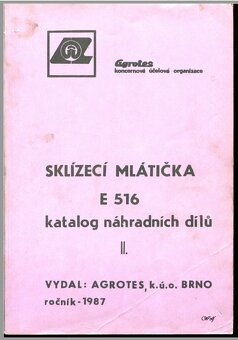 Agrotes
koncernová účelová organizace
SKLÍZECÍ MLÁTIČKA
E 516
katalog náhradních dílů
II.
VYDAL: AGROTES, k.ú.o. BRNO
ročník - 1987